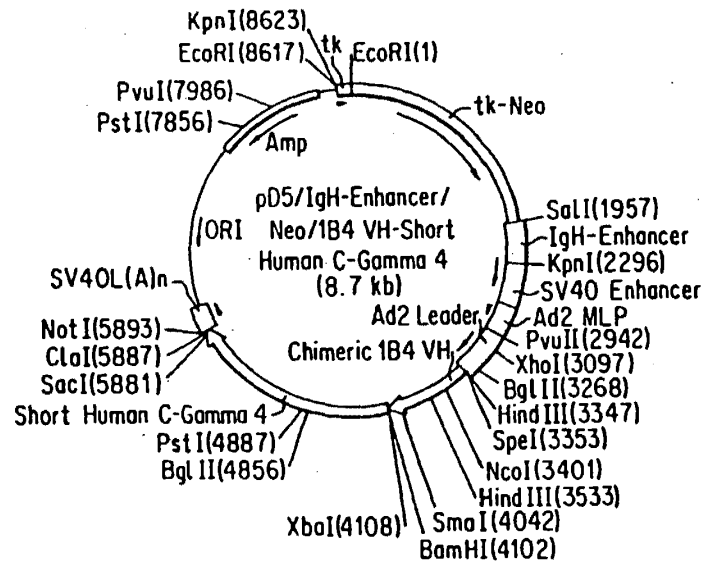 KpnI(8623)
tk
EcoRI(8617)
EcoRI(1)
PvuI(7986)
PstI(7856)
Amp
tk-Neo
ORI
pD5/IgH-Enhancer/
Neo/1B4 VH-Short
Human C-Gamma 4
(8.7 kb)
SalI(1957)
IgH-Enhancer
KpnI(2296)
SV40 Enhancer
Ad2 Leader
Ad2 MLP
PvuII(2942)
Chimeric 1B4 VH
XhoI(3097)
BglII(3268)
HindIII(3347)
SpeI(3353)
NcoI(3401)
HindIII(3533)
SmaI(4042)
BamHI(4102)
XbaI(4108)
SV40L(A)n
NotI(5893)
ClaI(5887)
SacI(5881)
Short Human C-Gamma 4
PstI(4887)
BglII(4856)